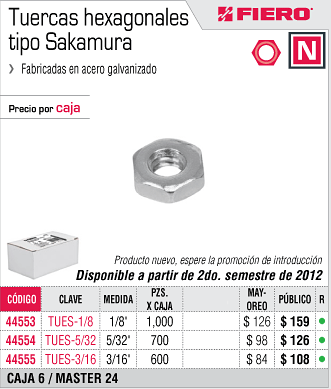 Tuercas hexagonales
tipo Sakamura
FIERO®
❯ Fabricadas en acero galvanizado
N
Precio por caja
Producto nuevo, espere la promoción de introducción
Disponible a partir de 2do. semestre de 2012
CÓDIGO CLAVE MEDIDA PZS. X CAJA MAY-OREO PÚBLICO R
44553 TUES-1/8 1/8" 1,000 $ 126 $ 159 •
44554 TUES-5/32 5/32" 700 $ 98 $ 126 •
44555 TUES-3/16 3/16" 600 $ 84 $ 108 •
CAJA 6 / MASTER 24